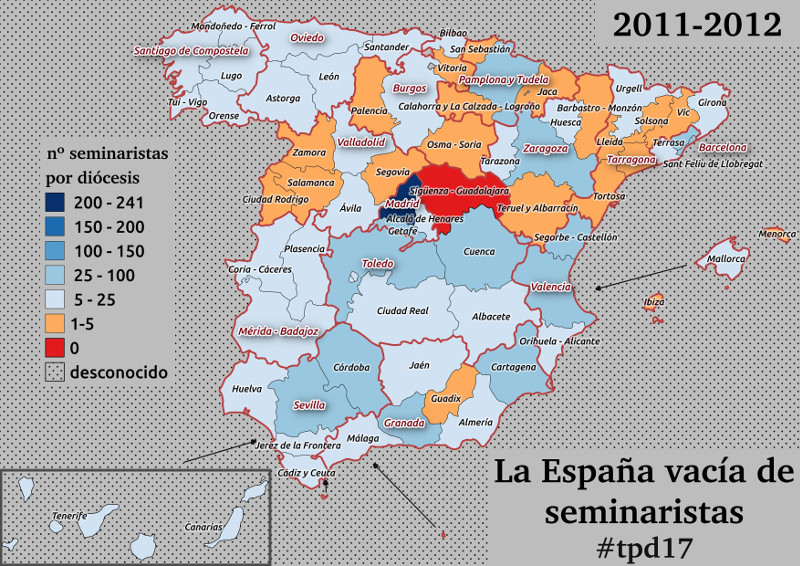 2011-2012
Mondoñedo - Ferrol
Oviedo
Bilbao
Santiago de Compostela
Santander
San Sebastián
Vitoria
Pamplona y Tudela
Lugo
León
Burgos
Jaca
Urgell
Girona
Astorga
Palencia
Calahorra y La Calzada - Logroño
Barbastro - Monzón
Vic
Tui - Vigo
Orense
Huesca
Solsona
Lleida
Terrasa
Barcelona
Sant Feliu de Llobregat
Valladolid
Osma - Soria
Zaragoza
Tarazona
Tarragona
Zamora
Segovia
Salamanca
Sigüenza - Guadalajara
Ciudad Rodrigo
Madrid
Ávila
Alcalá de Henares
Getafe
Teruel y Albarracín
Tortosa
Segorbe - Castellón
Menorca
Mallorca
Ibiza
Plasencia
Cuenca
Coria - Cáceres
Toledo
Valencia
Ciudad Real
Albacete
Mérida - Badajoz
Orihuela - Alicante
Jaén
Córdoba
Cartagena
Huelva
Sevilla
Guadix
Granada
Almería
Jerez de la Frontera
Málaga
Cádiz y Ceuta
Tenerife
Canarias
nº seminaristas
por diócesis
200 - 241
150 - 200
100 - 150
25 - 100
5 - 25
1-5
0
desconocido
La España vacía de
seminaristas
#tpd17